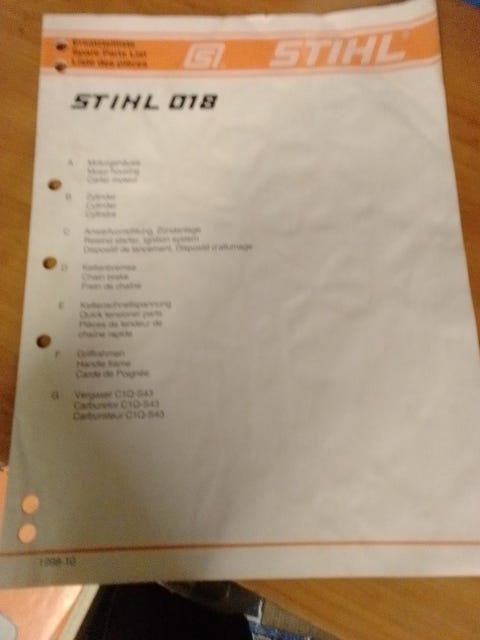 Ersatzteilliste
Spare Parts List
Liste des pièces
STIHL
STIHL 018
A Motorgehäuse
Motor housing
Carter moteur
B Zylinder
Cylinder
Cylindre
C Anwerfvorrichtung, Zündanlage
Rewind starter, Ignition system
Dispositif de lancement, Dispositif d'allumage
D Kettenbremse
Chain brake
Frein de chaîne
E Kettenschnellspannung
Quick tensioner parts
Pièces de tendeur de
chaîne rapide
F Griffrahmen
Handle frame
Carde de Poignée
G Vergaser C1Q-S43
Carburetor C1Q-S43
Carburateur C1Q-S43
1998-10